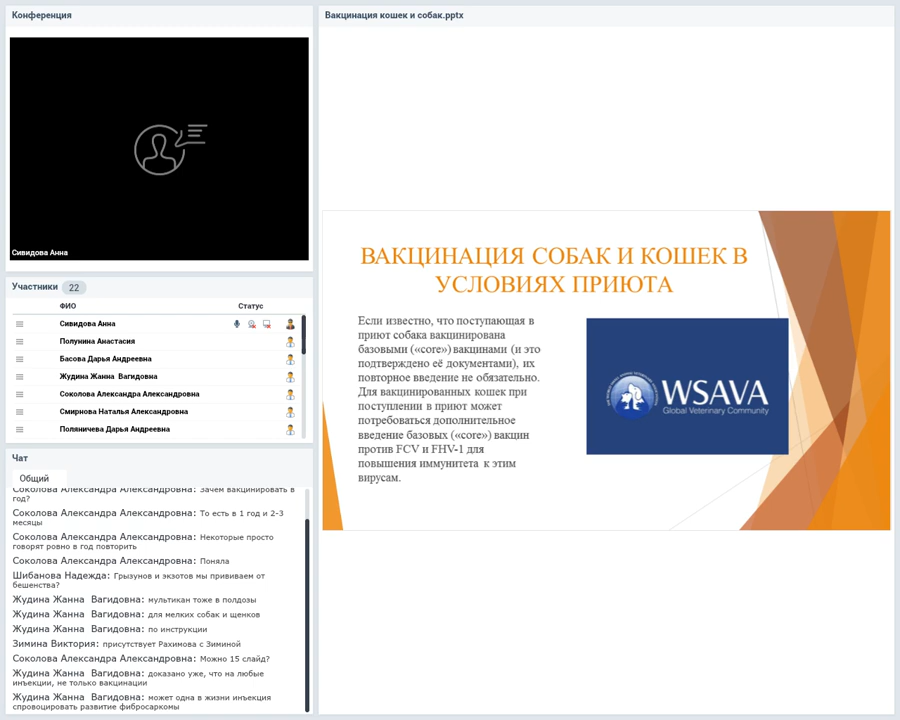 Конференция
Сивидова Анна
Участники 22
ФИО Статус
Сивидова Анна
Полунина Анастасия
Басова Дарья Андреевна
Жудина Жанна Вагидовна
Соколова Александра Александровна
Смирнова Наталья Александровна
Поляничева Дарья Андреевна
Чат
Общий
Соколова Александра Александровна: Зачем вакцинировать в
год?
Соколова Александра Александровна: То есть в 1 год и 2-3
месяцы
Соколова Александра Александровна: Некоторые просто
говорят ровно в год повторить
Соколова Александра Александровна: Поняла
Шибанова Надежда: Грызунов и экзотов мы прививаем от
бешенства?
Жудина Жанна Вагидовна: мультикан тоже в полдозы
Жудина Жанна Вагидовна: для мелких собак и щенков
Жудина Жанна Вагидовна: по инструкции
Зимина Виктория: присутствует Рахимова с Зиминой
Соколова Александра Александровна: Можно 15 слайд?
Жудина Жанна Вагидовна: доказано уже, что на любые
инъекции, не только вакцинации
Жудина Жанна Вагидовна: может одна в жизни инъекция
спровоцировать развитие фибросаркомы
Вакцинация кошек и собак.pptx
ВАКЦИНАЦИЯ СОБАК И КОШЕК В
УСЛОВИЯХ ПРИЮТА
Если известно, что поступающая в
приют собака вакцинирована
базовыми («core») вакцинами (и это
подтверждено её документами), их
повторное введение не обязательно.
Для вакцинированных кошек при
поступлении в приют может
потребоваться дополнительное
введение базовых («core») вакцин
против FCV и FHV-1 для
повышения иммунитета к этим
вирусам.
WSAVA
Global Veterinary Community